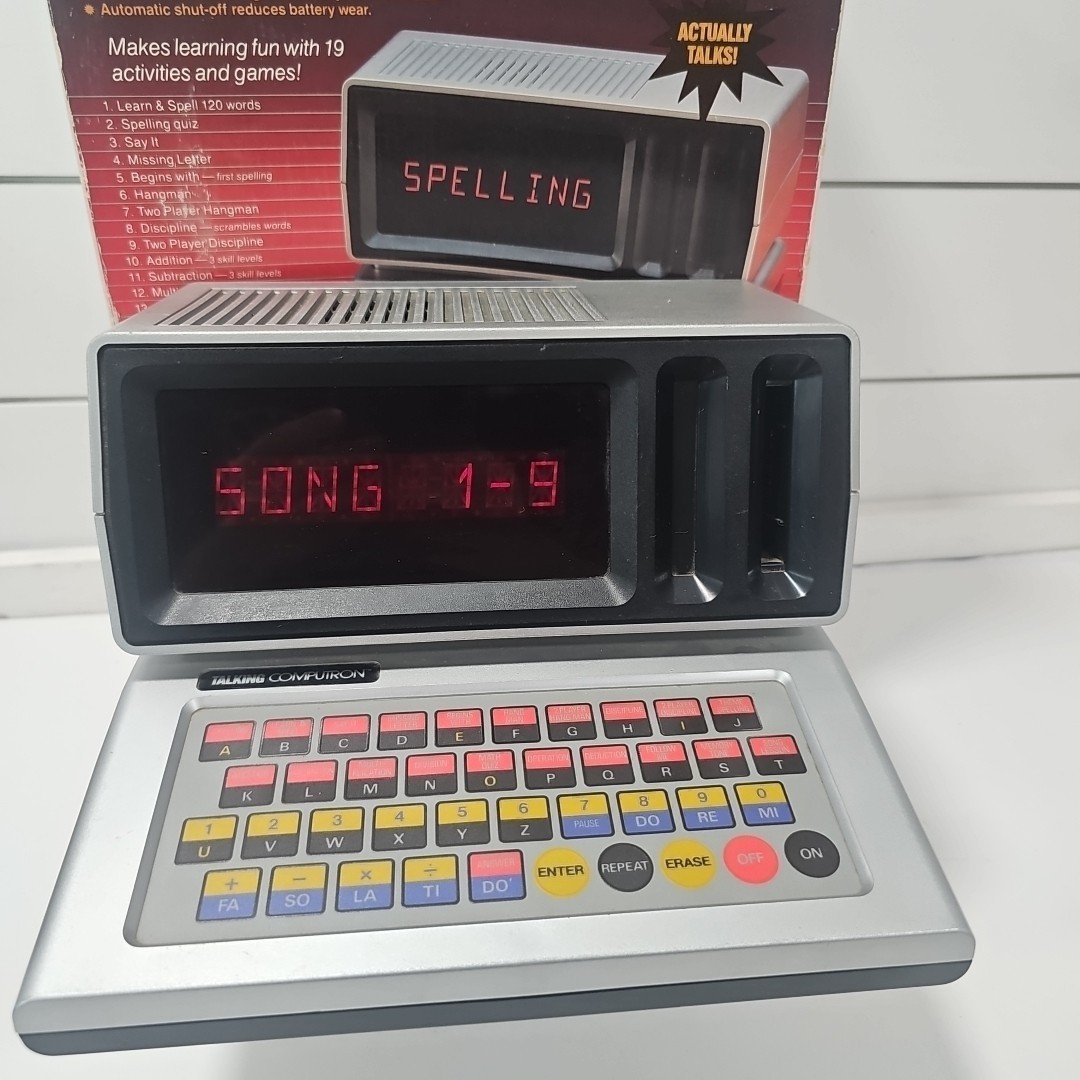 Automatic shut-off reduces battery wear.
Makes learning fun with 19
activities and games!
ACTUALLY
TALKS!
1. Learn & Spell 120 words
2. Spelling quiz
3. Say It
4. Missing Letter
5. Begins with — first spelling
6. Hangman
7. Two Player Hangman
8. Discipline — scrambles words
9. Two Player Discipline
10. Addition — 3 skill levels
11. Subtraction — 3 skill levels
12.
SPELLING
SONG 1-9
TALKING COMPUTRON
A B C D E F G H I J
K L M N O P Q R S T
1 2 3 4 5 6 7 8 9 0
U V W X Y Z PAUSE DO RE MI
+ − × ÷ ANSWER
FA SO LA TI DO' ENTER REPEAT ERASE OFF ON